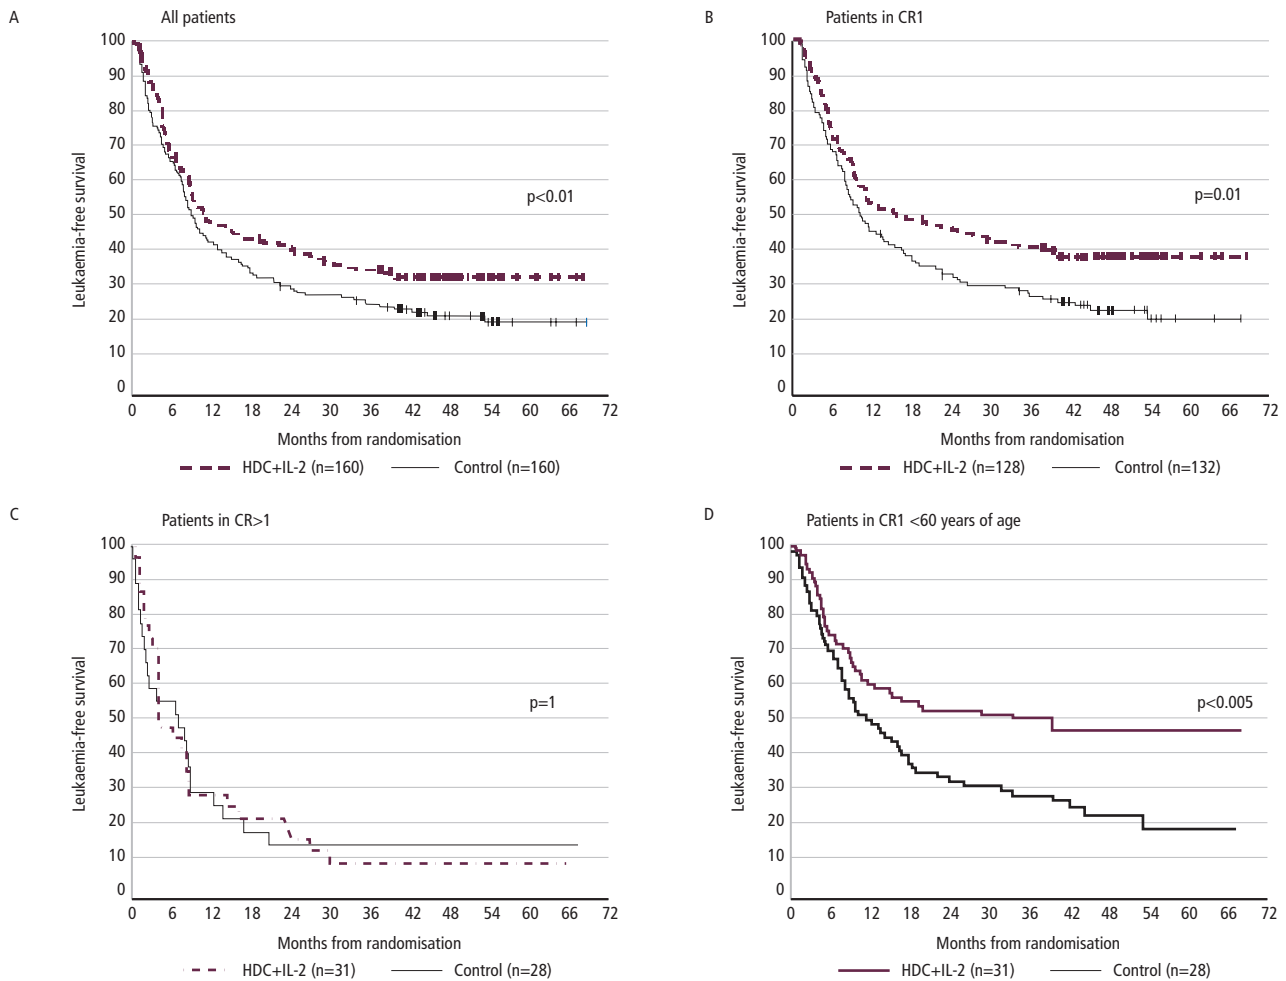 A
All patients
100
90
80
70
60
50
40
30
20
10
0
Leukaemia-free survival
p<0.01
0 6 12 18 24 30 36 42 48 54 60 66 72
Months from randomisation
HDC+IL-2 (n=160) Control (n=160)
B
Patients in CR1
100
90
80
70
60
50
40
30
20
10
0
Leukaemia-free survival
p=0.01
0 6 12 18 24 30 36 42 48 54 60 66 72
Months from randomisation
HDC+IL-2 (n=128) Control (n=132)
C
Patients in CR>1
100
90
80
70
60
50
40
30
20
10
0
Leukaemia-free survival
p=1
0 6 12 18 24 30 36 42 48 54 60 66 72
Months from randomisation
HDC+IL-2 (n=31) Control (n=28)
D
Patients in CR1 <60 years of age
100
90
80
70
60
50
40
30
20
10
0
Leukaemia-free survival
p<0.005
0 6 12 18 24 30 36 42 48 54 60 66 72
Months from randomisation
HDC+IL-2 (n=31) Control (n=28)